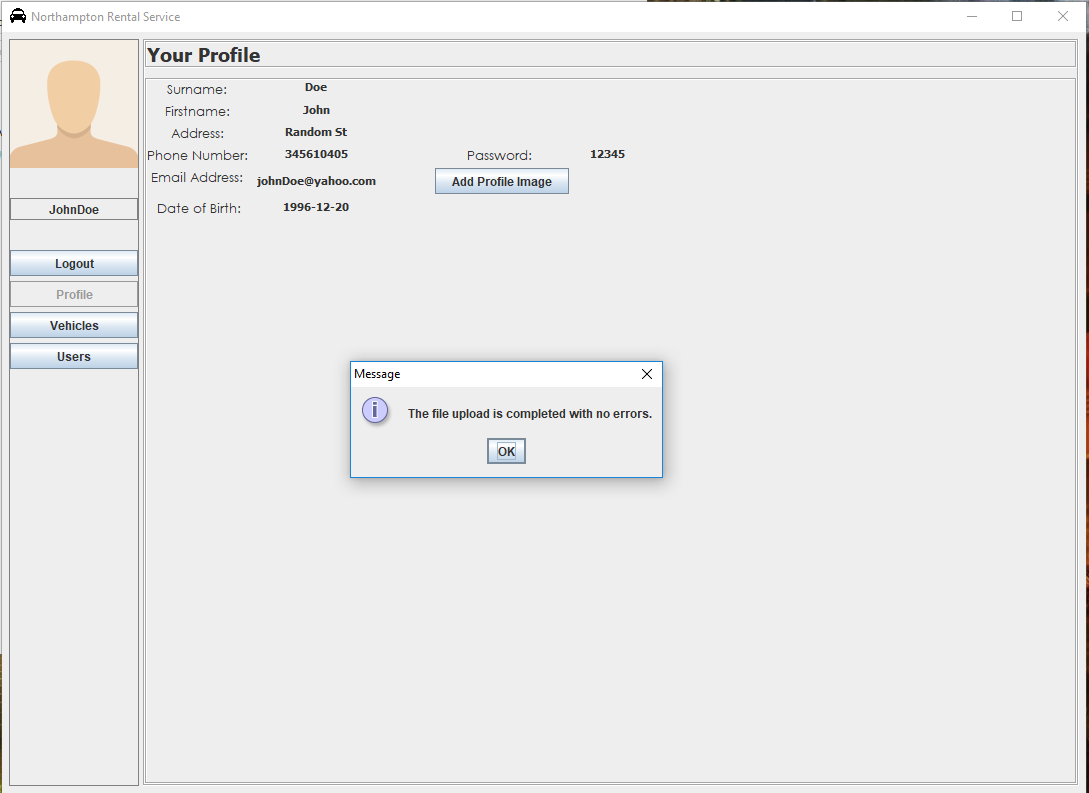 Northampton Rental Service
Your Profile
Surname: Doe
Firstname: John
Address: Random St
Phone Number: 345610405 Password: 12345
Email Address: johnDoe@yahoo.com Add Profile Image
Date of Birth: 1996-12-20
JohnDoe
Logout
Profile
Vehicles
Users
Message
i
The file upload is completed with no errors.
OK